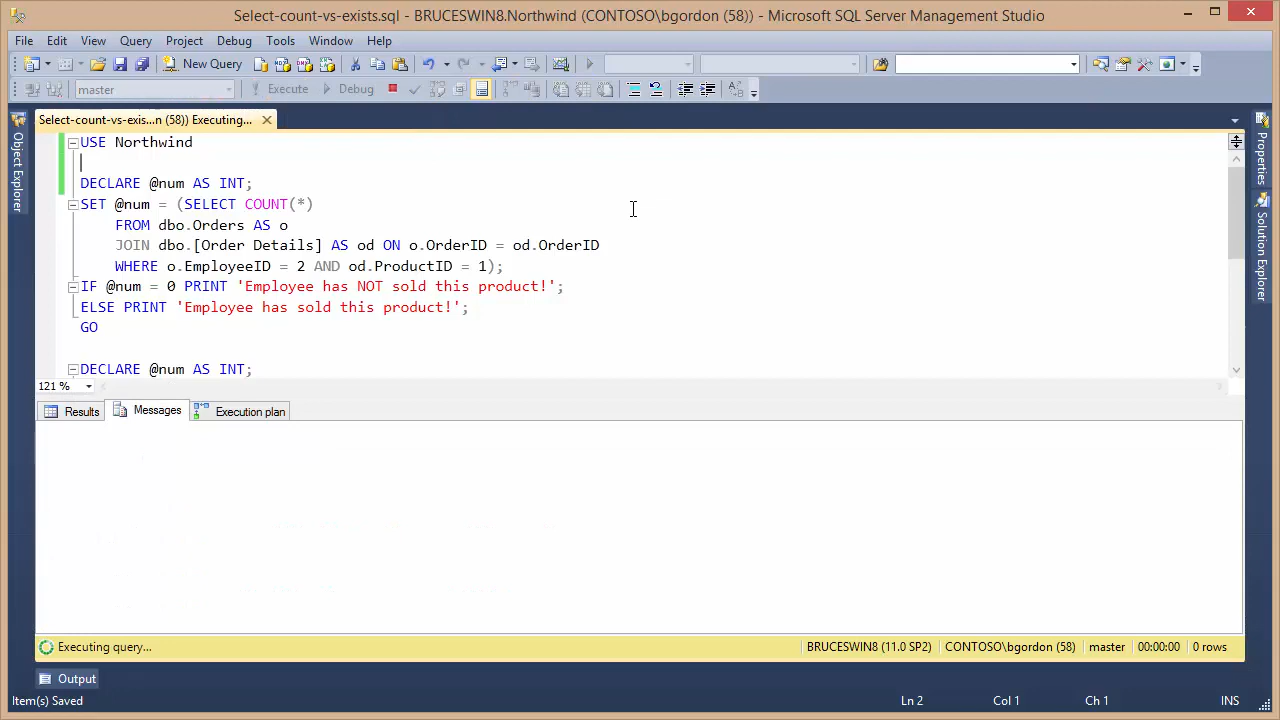 Select-count-vs-exists.sql - BRUCESWIN8.Northwind (CONTOSO\bgordon (58)) - Microsoft SQL Server Management Studio
File Edit View Query Project Debug Tools Window Help
New Query
master Execute Debug
Select-count-vs-exis...n (58)) Executing...
Object Explorer
Properties
Solution Explorer
USE Northwind
DECLARE @num AS INT;
SET @num = (SELECT COUNT(*)
FROM dbo.Orders AS o
JOIN dbo.[Order Details] AS od ON o.OrderID = od.OrderID
WHERE o.EmployeeID = 2 AND od.ProductID = 1);
IF @num = 0 PRINT 'Employee has NOT sold this product!';
ELSE PRINT 'Employee has sold this product!';
GO
DECLARE @num AS INT;
121 %
Results Messages Execution plan
Executing query... BRUCESWIN8 (11.0 SP2) CONTOSO\bgordon (58) master 00:00:00 0 rows
Output
Item(s) Saved Ln 2 Col 1 Ch 1 INS